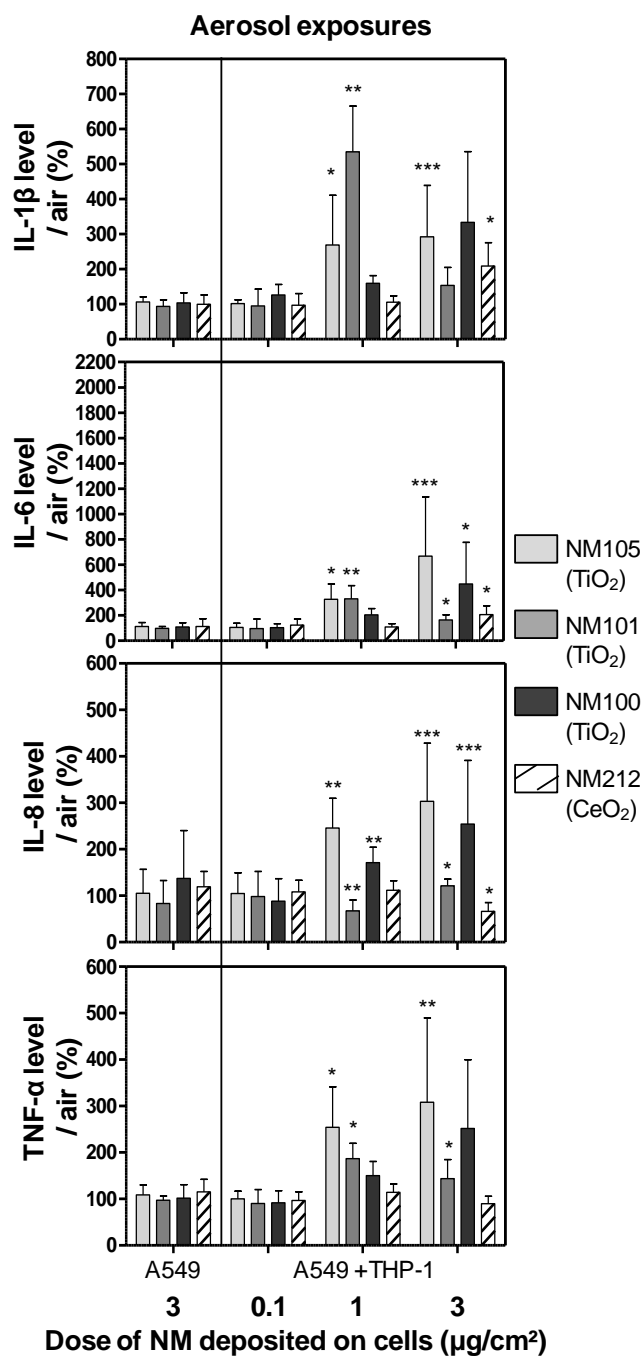 Aerosol exposures
IL-1β level
/ air (%)
800
700
600
500
400
300
200
100
0
*
**
***
*
IL-6 level
/ air (%)
2200
2000
1800
1600
1400
1200
1000
800
600
400
200
0
*
**
***
*
*
*
IL-8 level
/ air (%)
600
500
400
300
200
100
0
**
**
**
***
*
***
*
TNF-α level
/ air (%)
600
500
400
300
200
100
0
*
*
**
*
NM105
(TiO₂)
NM101
(TiO₂)
NM100
(TiO₂)
NM212
(CeO₂)
A549 A549 +THP-1
3 0.1 1 3
Dose of NM deposited on cells (µg/cm²)